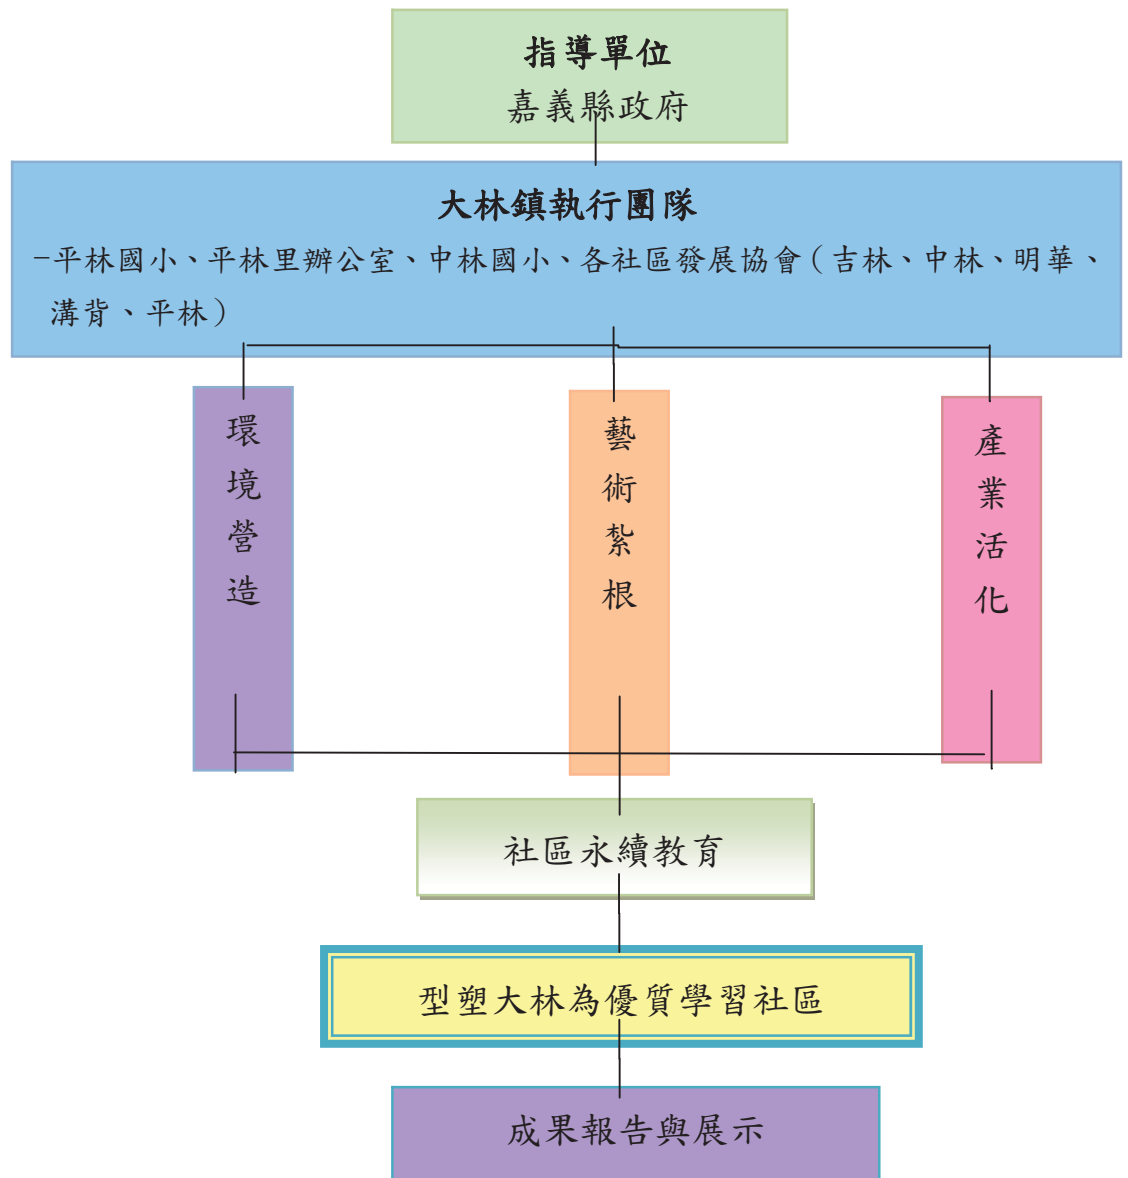 指導單位
嘉義縣政府
大林鎮執行團隊
-平林國小、平林里辦公室、中林國小、各社區發展協會（吉林、中林、明華、
溝背、平林）
環境營造
藝術紮根
產業活化
社區永續教育
型塑大林為優質學習社區
成果報告與展示